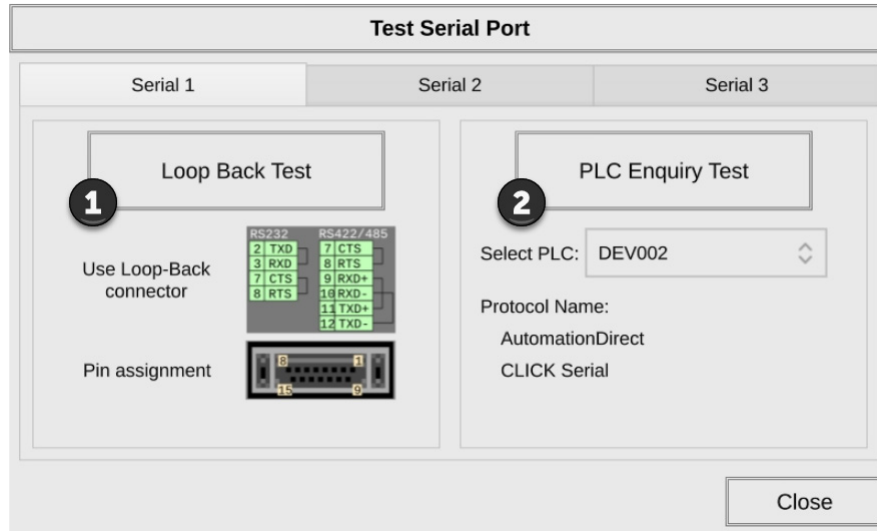 Test Serial Port
Serial 1
Serial 2
Serial 3
Loop Back Test
1
Use Loop-Back
connector
RS232
2 TXD
3 RXD
7 CTS
8 RTS
RS422/485
7 CTS
8 RTS
9 RXD+
10 RXD-
11 TXD+
12 TXD-
Pin assignment
8 1
15 9
PLC Enquiry Test
2
Select PLC: DEV002
Protocol Name:
AutomationDirect
CLICK Serial
Close